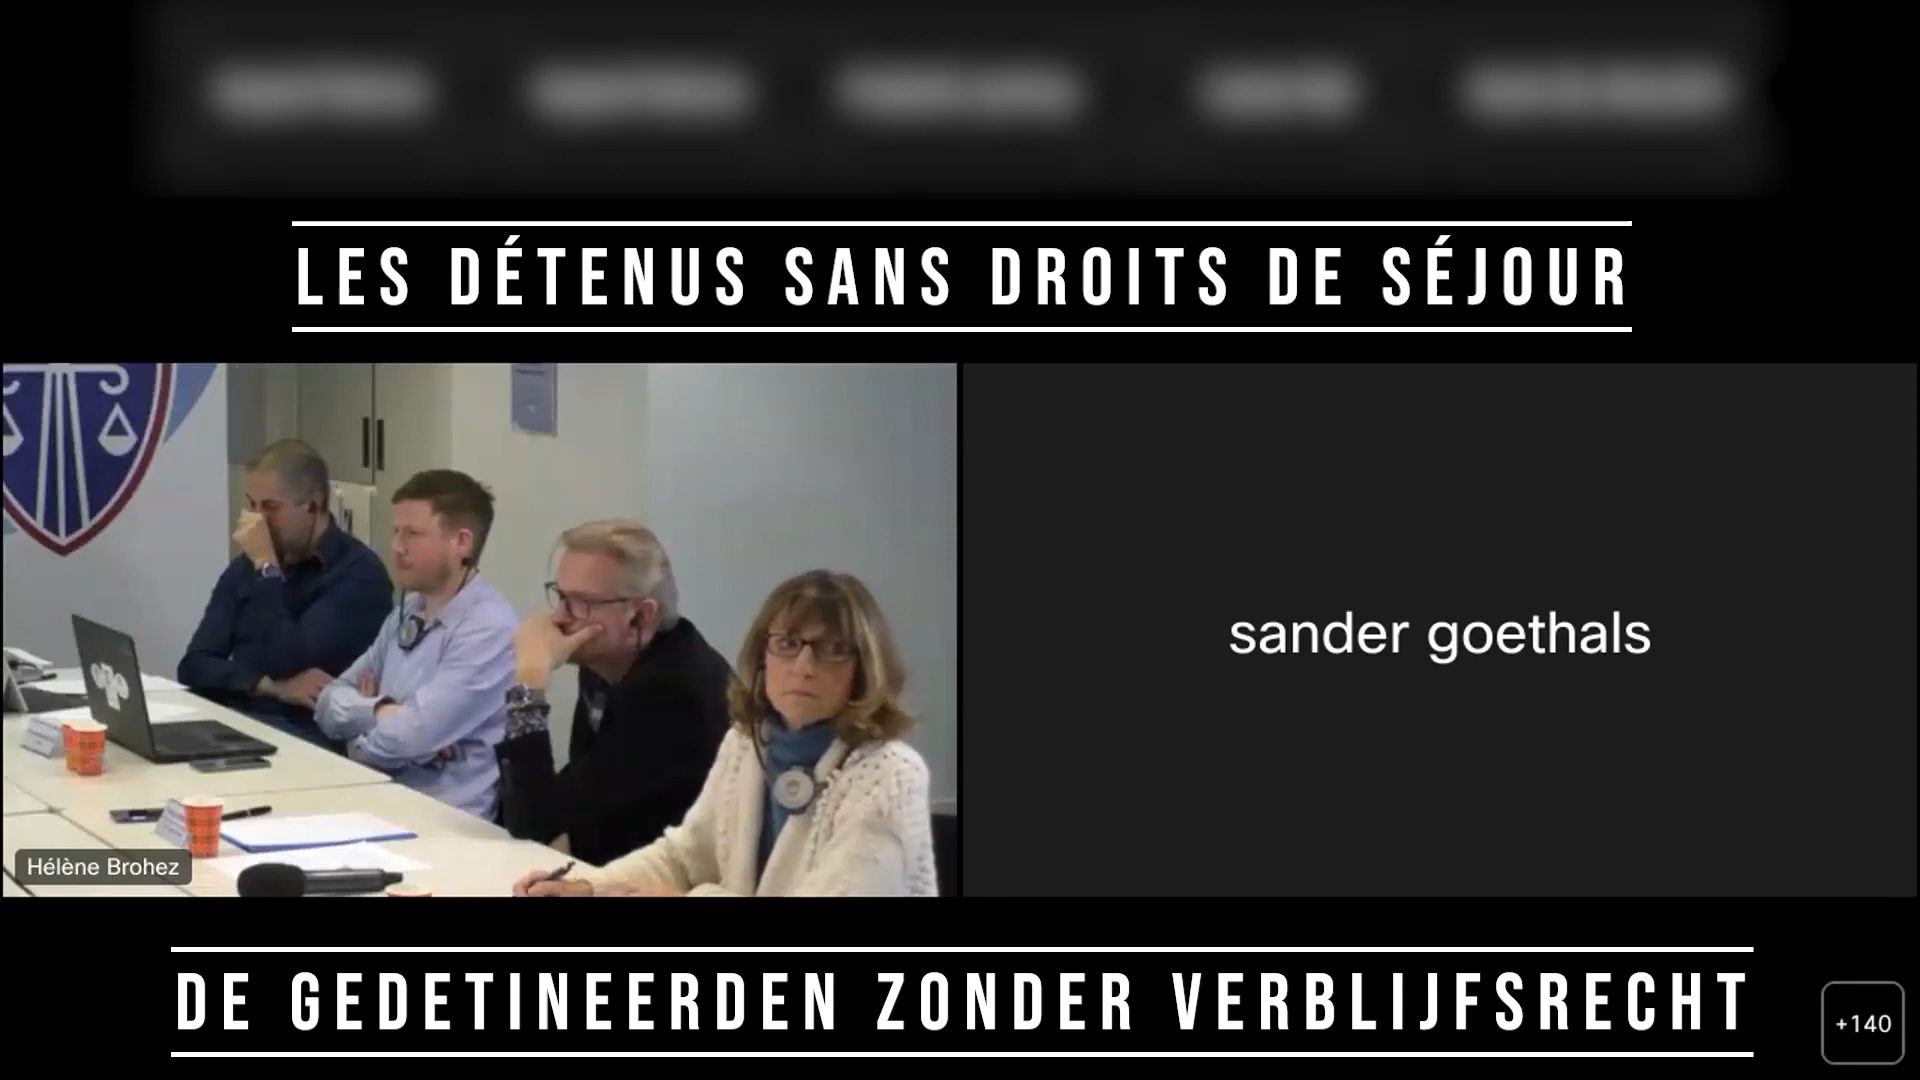 LES DÉTENUS SANS DROITS DE SÉJOUR
sander goethals
Hélène Brohez
DE GEDETINEERDEN ZONDER VERBLIJFSRECHT
+140